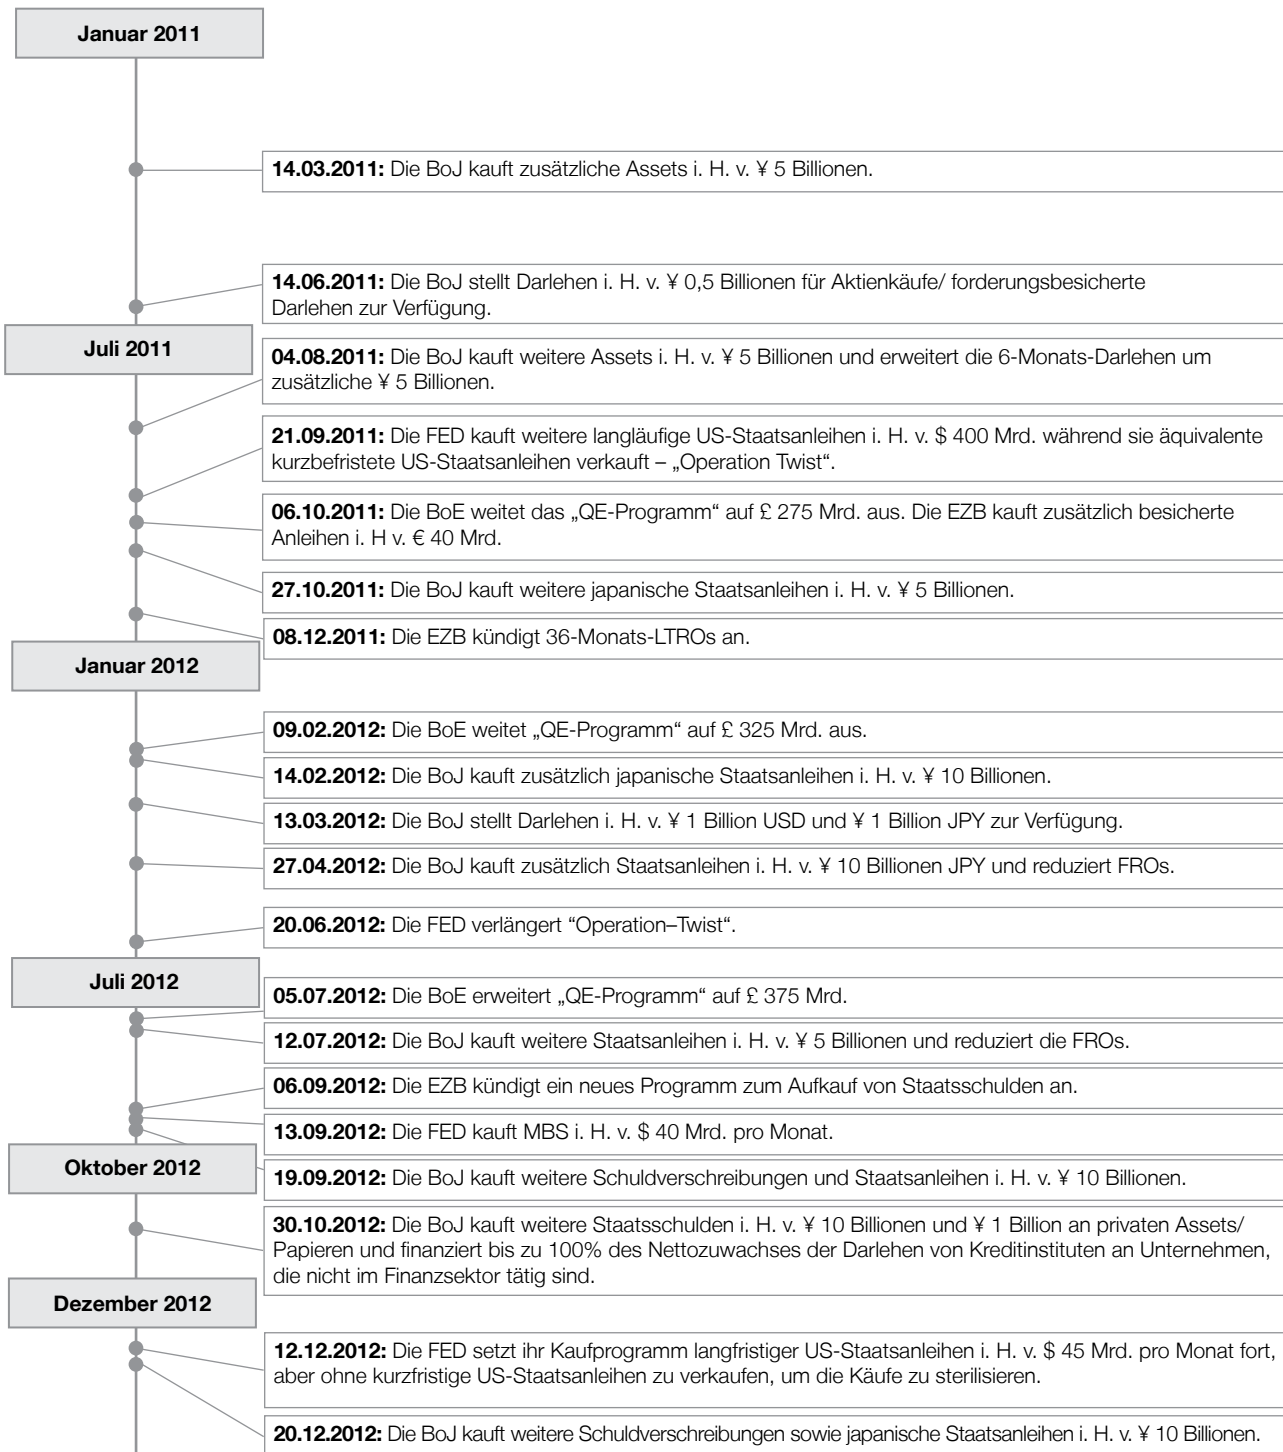 Januar 2011
14.03.2011: Die BoJ kauft zusätzliche Assets i. H. v. ¥ 5 Billionen.
14.06.2011: Die BoJ stellt Darlehen i. H. v. ¥ 0,5 Billionen für Aktienkäufe/ forderungsbesicherte
Darlehen zur Verfügung.
Juli 2011
04.08.2011: Die BoJ kauft weitere Assets i. H. v. ¥ 5 Billionen und erweitert die 6-Monats-Darlehen um
zusätzliche ¥ 5 Billionen.
21.09.2011: Die FED kauft weitere langläufige US-Staatsanleihen i. H. v. $ 400 Mrd. während sie äquivalente
kurzbefristete US-Staatsanleihen verkauft – „Operation Twist“.
06.10.2011: Die BoE weitet das „QE-Programm“ auf £ 275 Mrd. aus. Die EZB kauft zusätzlich besicherte
Anleihen i. H v. € 40 Mrd.
27.10.2011: Die BoJ kauft weitere japanische Staatsanleihen i. H. v. ¥ 5 Billionen.
08.12.2011: Die EZB kündigt 36-Monats-LTROs an.
Januar 2012
09.02.2012: Die BoE weitet „QE-Programm“ auf £ 325 Mrd. aus.
14.02.2012: Die BoJ kauft zusätzlich japanische Staatsanleihen i. H. v. ¥ 10 Billionen.
13.03.2012: Die BoJ stellt Darlehen i. H. v. ¥ 1 Billion USD und ¥ 1 Billion JPY zur Verfügung.
27.04.2012: Die BoJ kauft zusätzlich Staatsanleihen i. H. v. ¥ 10 Billionen JPY und reduziert FROs.
20.06.2012: Die FED verlängert “Operation–Twist“.
Juli 2012
05.07.2012: Die BoE erweitert „QE-Programm“ auf £ 375 Mrd.
12.07.2012: Die BoJ kauft weitere Staatsanleihen i. H. v. ¥ 5 Billionen und reduziert die FROs.
06.09.2012: Die EZB kündigt ein neues Programm zum Aufkauf von Staatsschulden an.
13.09.2012: Die FED kauft MBS i. H. v. $ 40 Mrd. pro Monat.
Oktober 2012
19.09.2012: Die BoJ kauft weitere Schuldverschreibungen und Staatsanleihen i. H. v. ¥ 10 Billionen.
30.10.2012: Die BoJ kauft weitere Staatsschulden i. H. v. ¥ 10 Billionen und ¥ 1 Billion an privaten Assets/
Papieren und finanziert bis zu 100% des Nettozuwachses der Darlehen von Kreditinstituten an Unternehmen,
die nicht im Finanzsektor tätig sind.
Dezember 2012
12.12.2012: Die FED setzt ihr Kaufprogramm langfristiger US-Staatsanleihen i. H. v. $ 45 Mrd. pro Monat fort,
aber ohne kurzfristige US-Staatsanleihen zu verkaufen, um die Käufe zu sterilisieren.
20.12.2012: Die BoJ kauft weitere Schuldverschreibungen sowie japanische Staatsanleihen i. H. v. ¥ 10 Billionen.